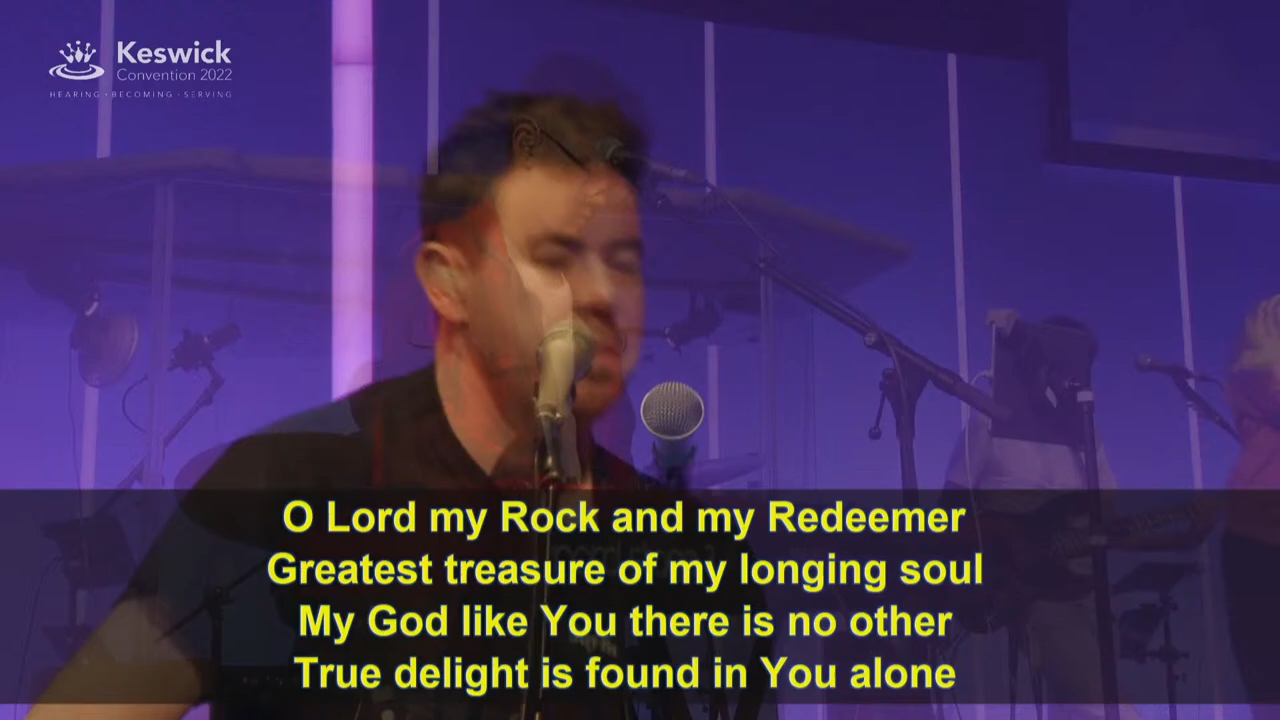 Keswick
Convention 2022
HEARING • BECOMING • SERVING
O Lord my Rock and my Redeemer
Greatest treasure of my longing soul
My God like You there is no other
True delight is found in You alone